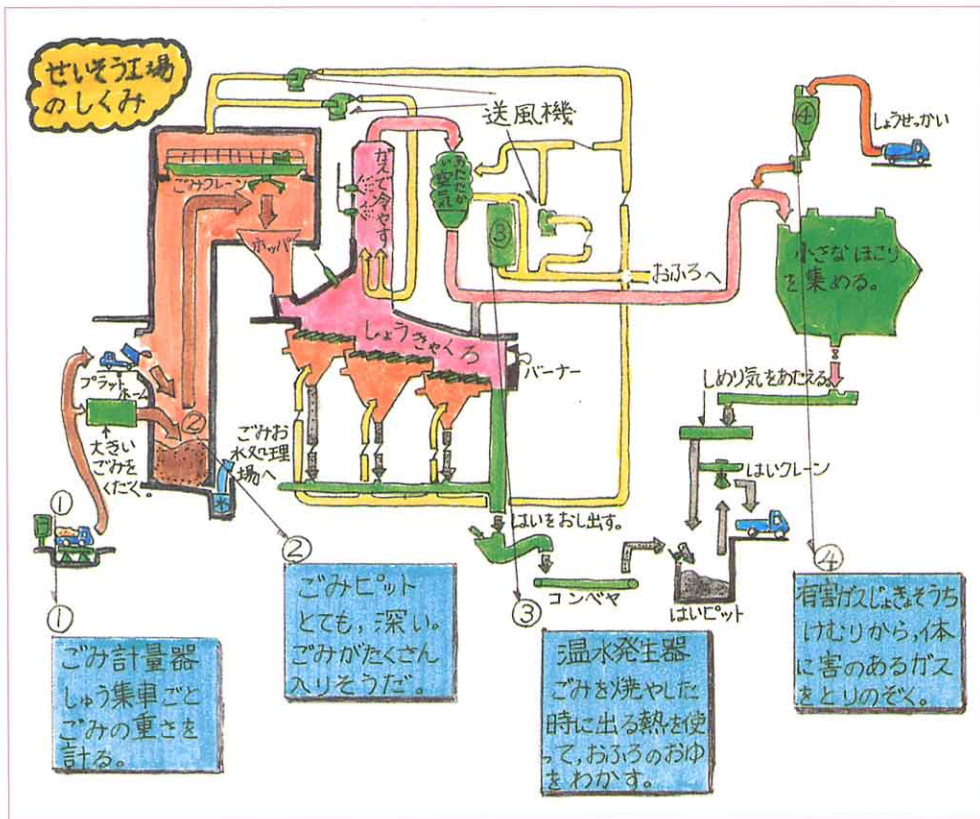 せいそう工場
のしくみ
送風機
しょうせっかい
④
ごみクレーン
ガスで冷やす
あたたか
い空気
③
ホッパ
おふろへ
小さなほこり
を集める。
しょうきゃくろ
バーナー
プラット
ホーム
しめり気をあたえる。
②
大きい
ごみを
くだく。
ごみお
水処理
場へ
はいクレーン
①
はいをおし出す。
コンベヤ
はいピット
①
ごみ計量器
しゅう集車ごと
ごみの重さを
計る。
②
ごみピット
とても,深い。
ごみがたくさん
入りそうだ。
③
温水発生器
ごみを焼やした
時に出る熱を使
って,おふろのおゆ
をわかす。
④
有害ガスじょきょそうち
けむりから,体
に害のあるガス
をとりのぞく。